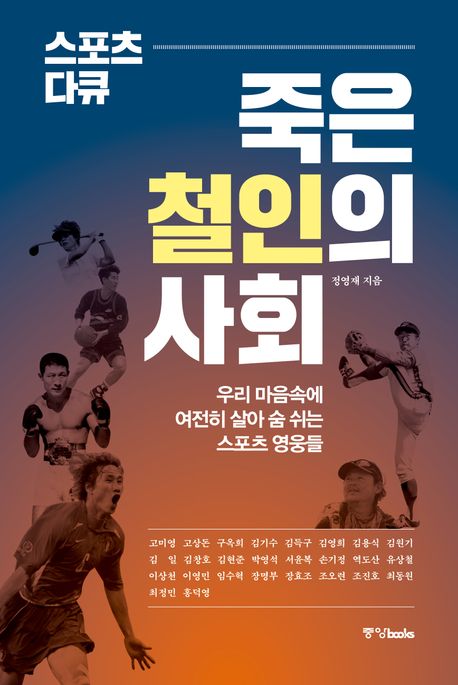 스포츠
다큐
죽은
철인의
사회
정영재 지음
우리 마음속에
여전히 살아 숨 쉬는
스포츠 영웅들
고미영 고상돈 구옥희 김기수 김득구 김영희 김용식 김원기
김 일 김창호 김현준 박영석 서윤복 손기정 역도산 유상철
이상천 이영민 임수혁 장명부 장효조 조오련 조진호 최동원
최정민 홍덕영
중앙books